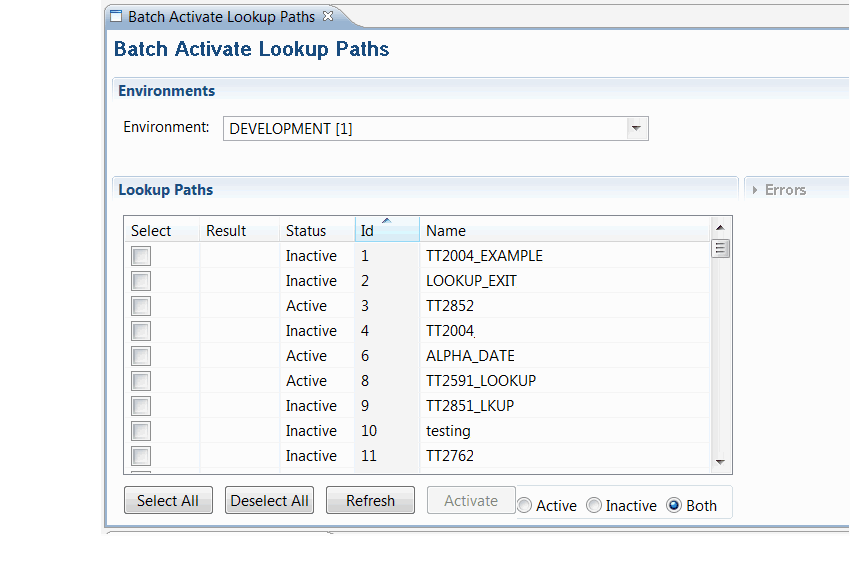 Batch Activate Lookup Paths
Batch Activate Lookup Paths
Environments
Environment: DEVELOPMENT [1]
Lookup Paths Errors
Select Result Status Id Name
Inactive 1 TT2004_EXAMPLE
Inactive 2 LOOKUP_EXIT
Active 3 TT2852
Inactive 4 TT2004
Active 6 ALPHA_DATE
Active 8 TT2591_LOOKUP
Inactive 9 TT2851_LKUP
Inactive 10 testing
Inactive 11 TT2762
Select All Deselect All Refresh Activate Active Inactive Both